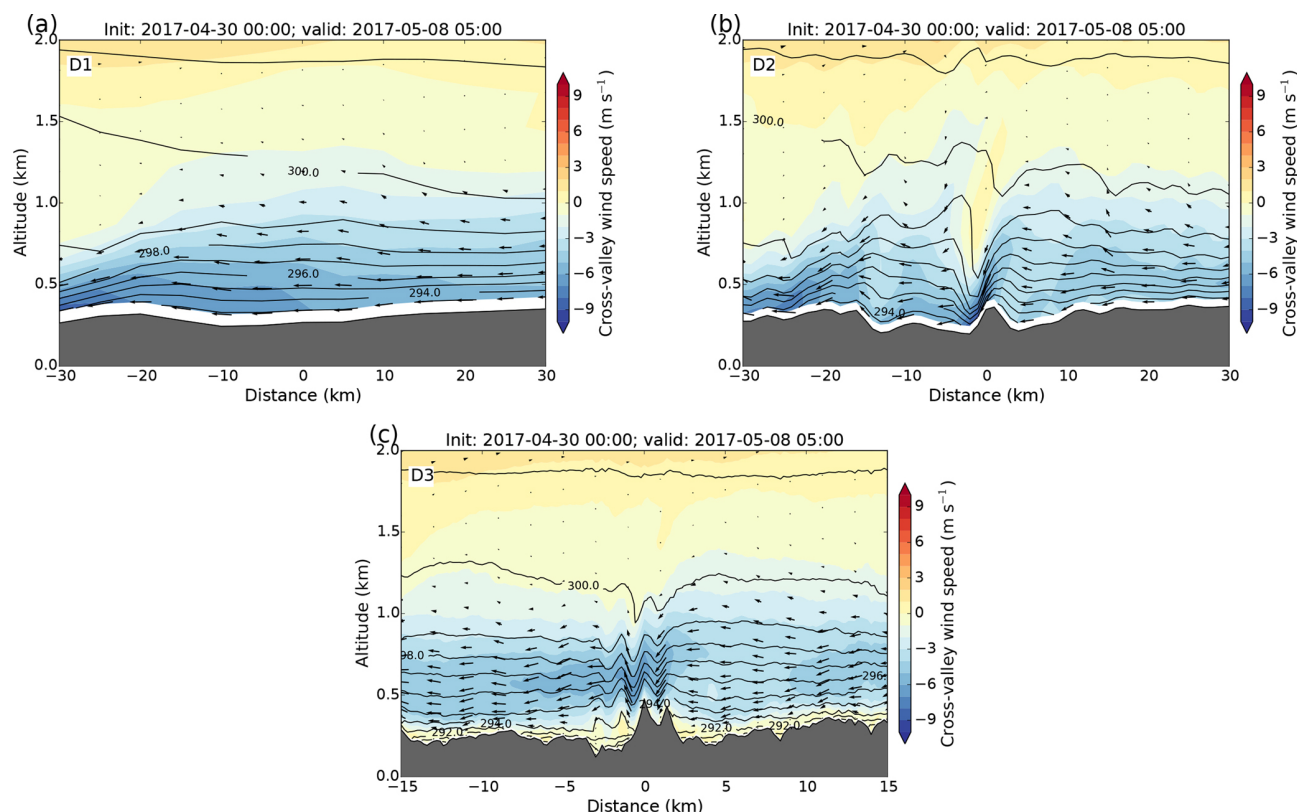 (a)
Init: 2017-04-30 00:00; valid: 2017-05-08 05:00
D1
2.0
1.5
1.0
0.5
0.0
Altitude (km)
300.0
298.0
296.0
294.0
−30 −20 −10 0 10 20 30
Distance (km)
9
6
3
0
−3
−6
−9
Cross-valley wind speed (m s⁻¹)
(b)
Init: 2017-04-30 00:00; valid: 2017-05-08 05:00
D2
2.0
1.5
1.0
0.5
0.0
Altitude (km)
300.0
294.0
−30 −20 −10 0 10 20 30
Distance (km)
9
6
3
0
−3
−6
−9
Cross-valley wind speed (m s⁻¹)
(c)
Init: 2017-04-30 00:00; valid: 2017-05-08 05:00
D3
2.0
1.5
1.0
0.5
0.0
Altitude (km)
300.0
98.0
296.
294.0
294.0
294.0
292.0
292.0
292.0
−15 −10 −5 0 5 10 15
Distance (km)
9
6
3
0
−3
−6
−9
Cross-valley wind speed (m s⁻¹)